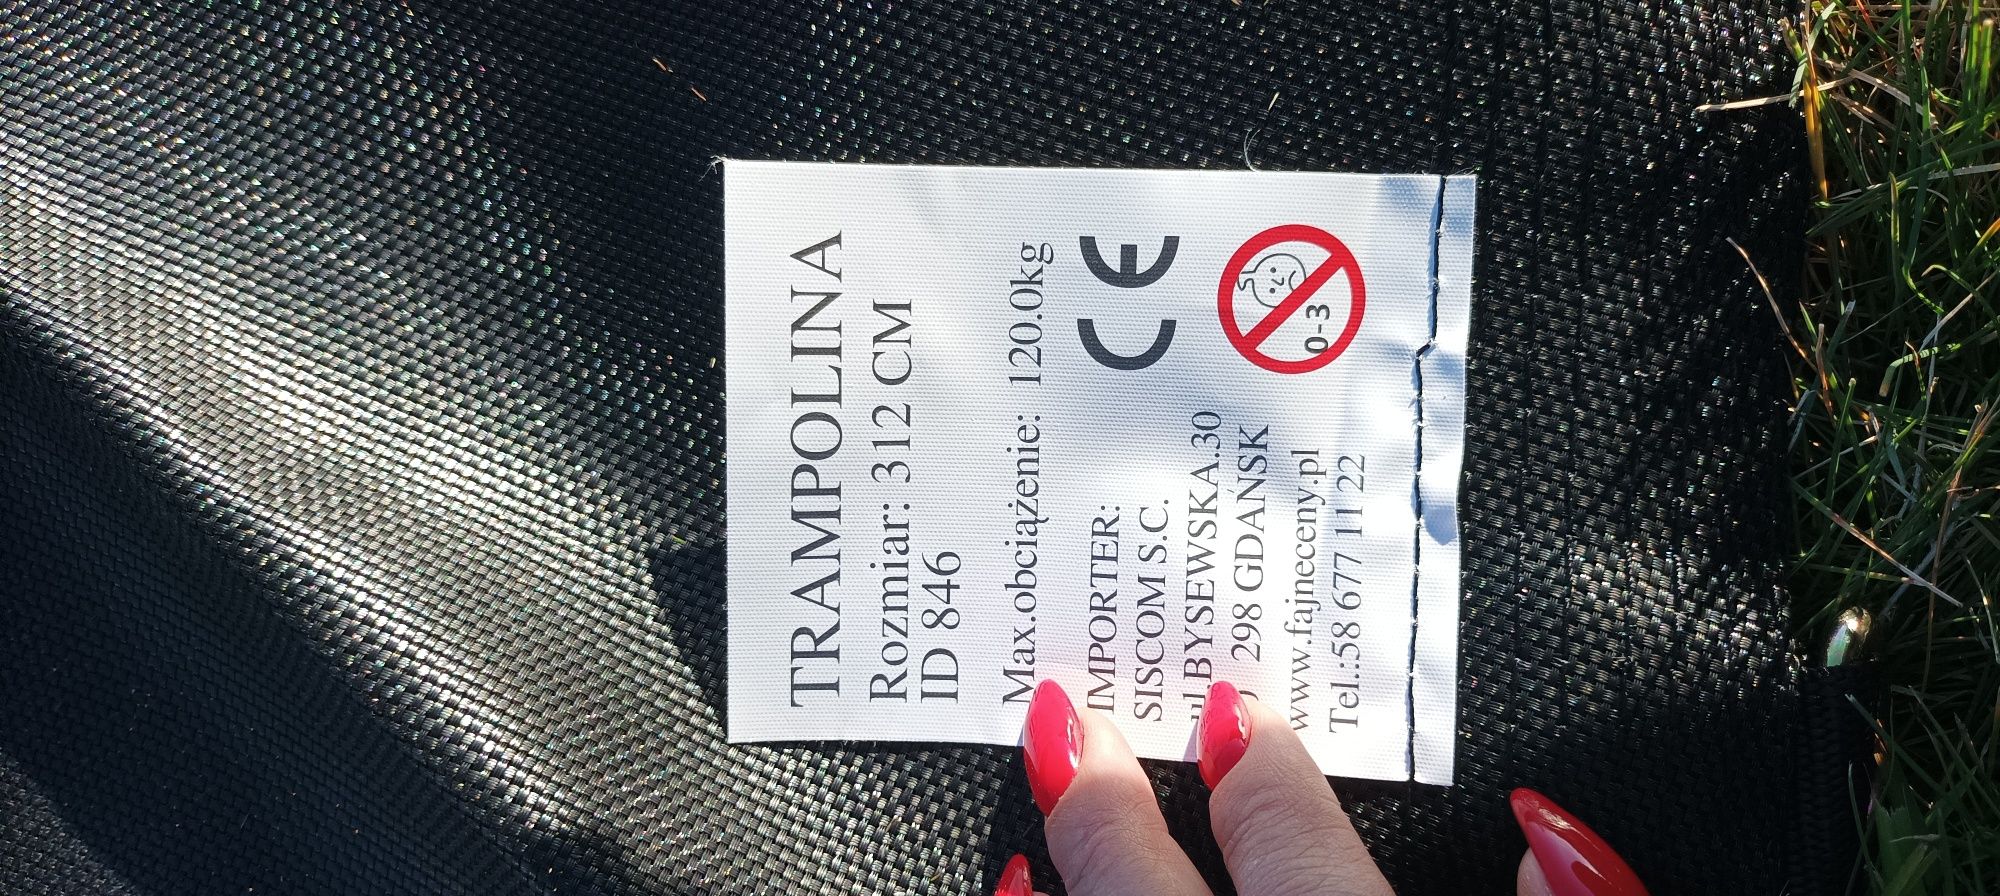 TRAMPOLINA
Rozmiar: 312 CM
ID 846
Max.obciążenie: 120.0kg
CE
IMPORTER:
SISCOM S.C.
ul BYSEWSKA.30
298 GDAŃSK
www.fajneceny.pl
Tel.:58 677 11 22
0-3